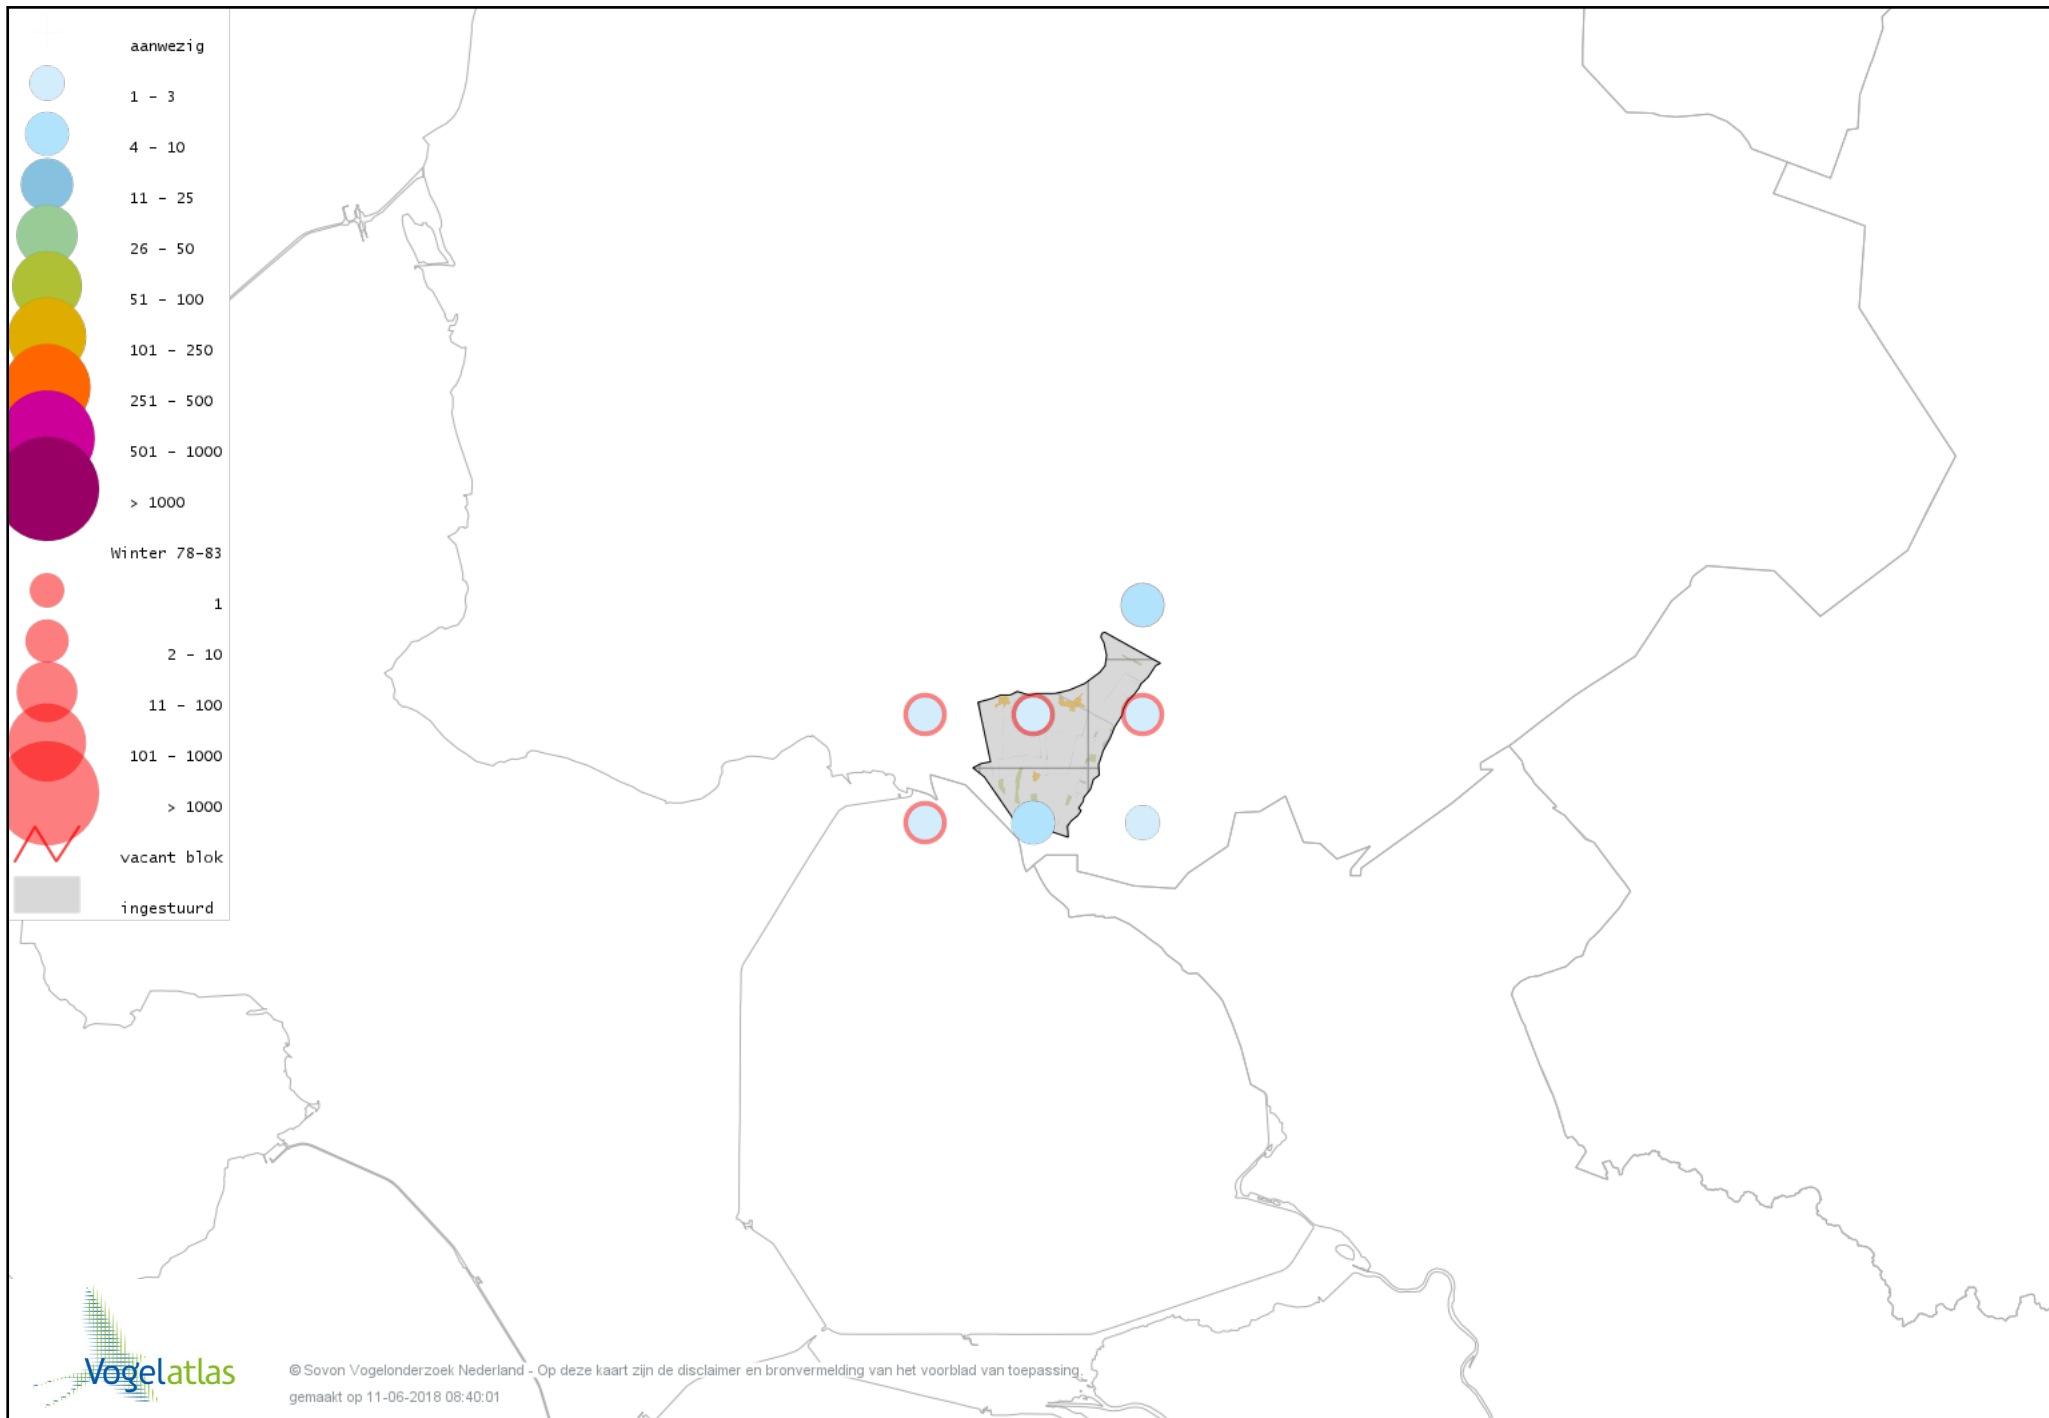 aanwezig
1 - 3
4 - 10
11 - 25
26 - 50
51 - 100
101 - 250
251 - 500
501 - 1000
> 1000
Winter 78-83
1
2 - 10
11 - 100
101 - 1000
> 1000
vacant blok
ingestuurd
Vogelatlas
© Sovon Vogelonderzoek Nederland - Op deze kaart zijn de disclaimer en bronvermelding van het voorblad van toepassing.
gemaakt op 11-06-2018 08:40:01